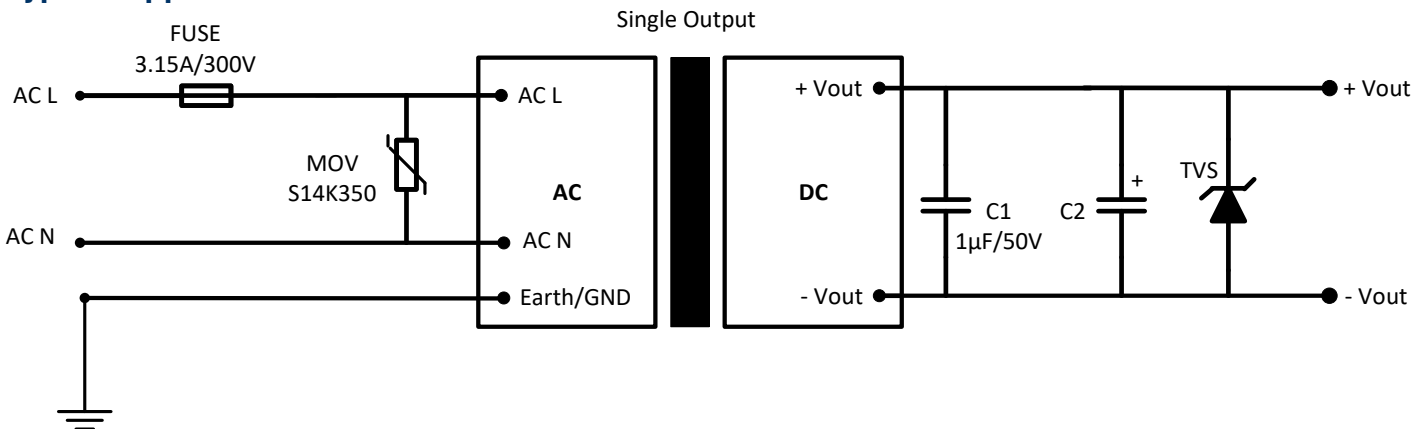 Single Output
FUSE
3.15A/300V
AC L
AC L
MOV
S14K350
AC
AC N
AC N
Earth/GND
+ Vout
DC
- Vout
C1
1µF/50V
+
C2
TVS
+ Vout
- Vout